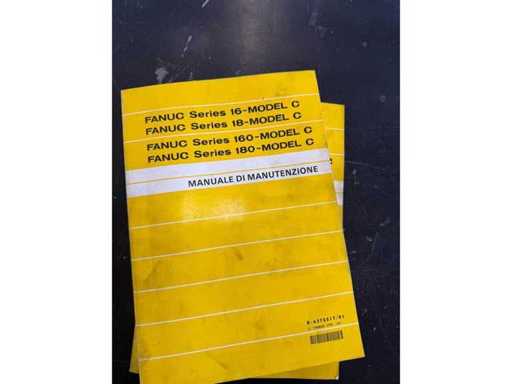 FANUC Series 16-MODEL C
FANUC Series 18-MODEL C
FANUC Series 160-MODEL C
FANUC Series 180-MODEL C
MANUALE DI MANUTENZIONE